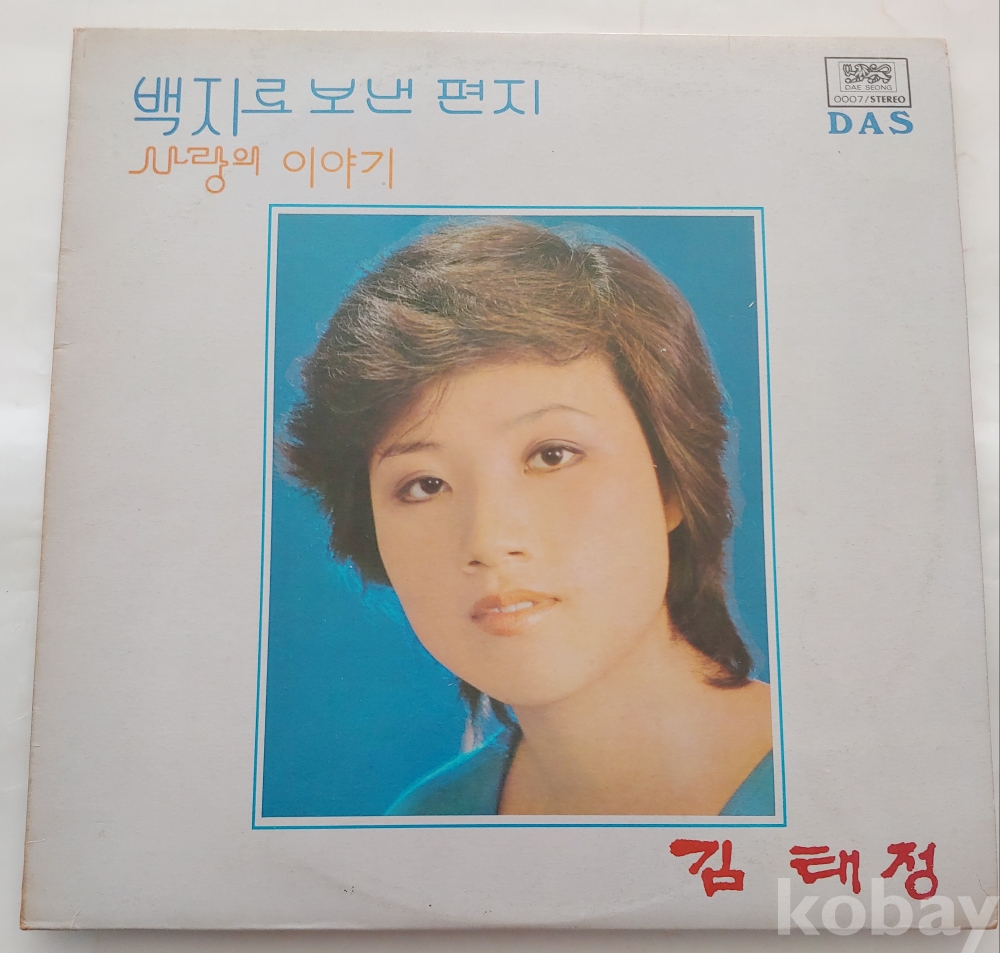 백지로 보낸 편지
사랑의 이야기
DAE SEONG
0007/STEREO
DAS
김 태 정
kobay